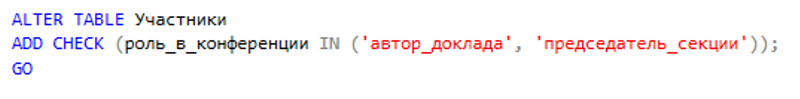 ALTER TABLE Участники
ADD CHECK (роль_в_конференции IN ('автор_доклада', 'председатель_секции'));
GO